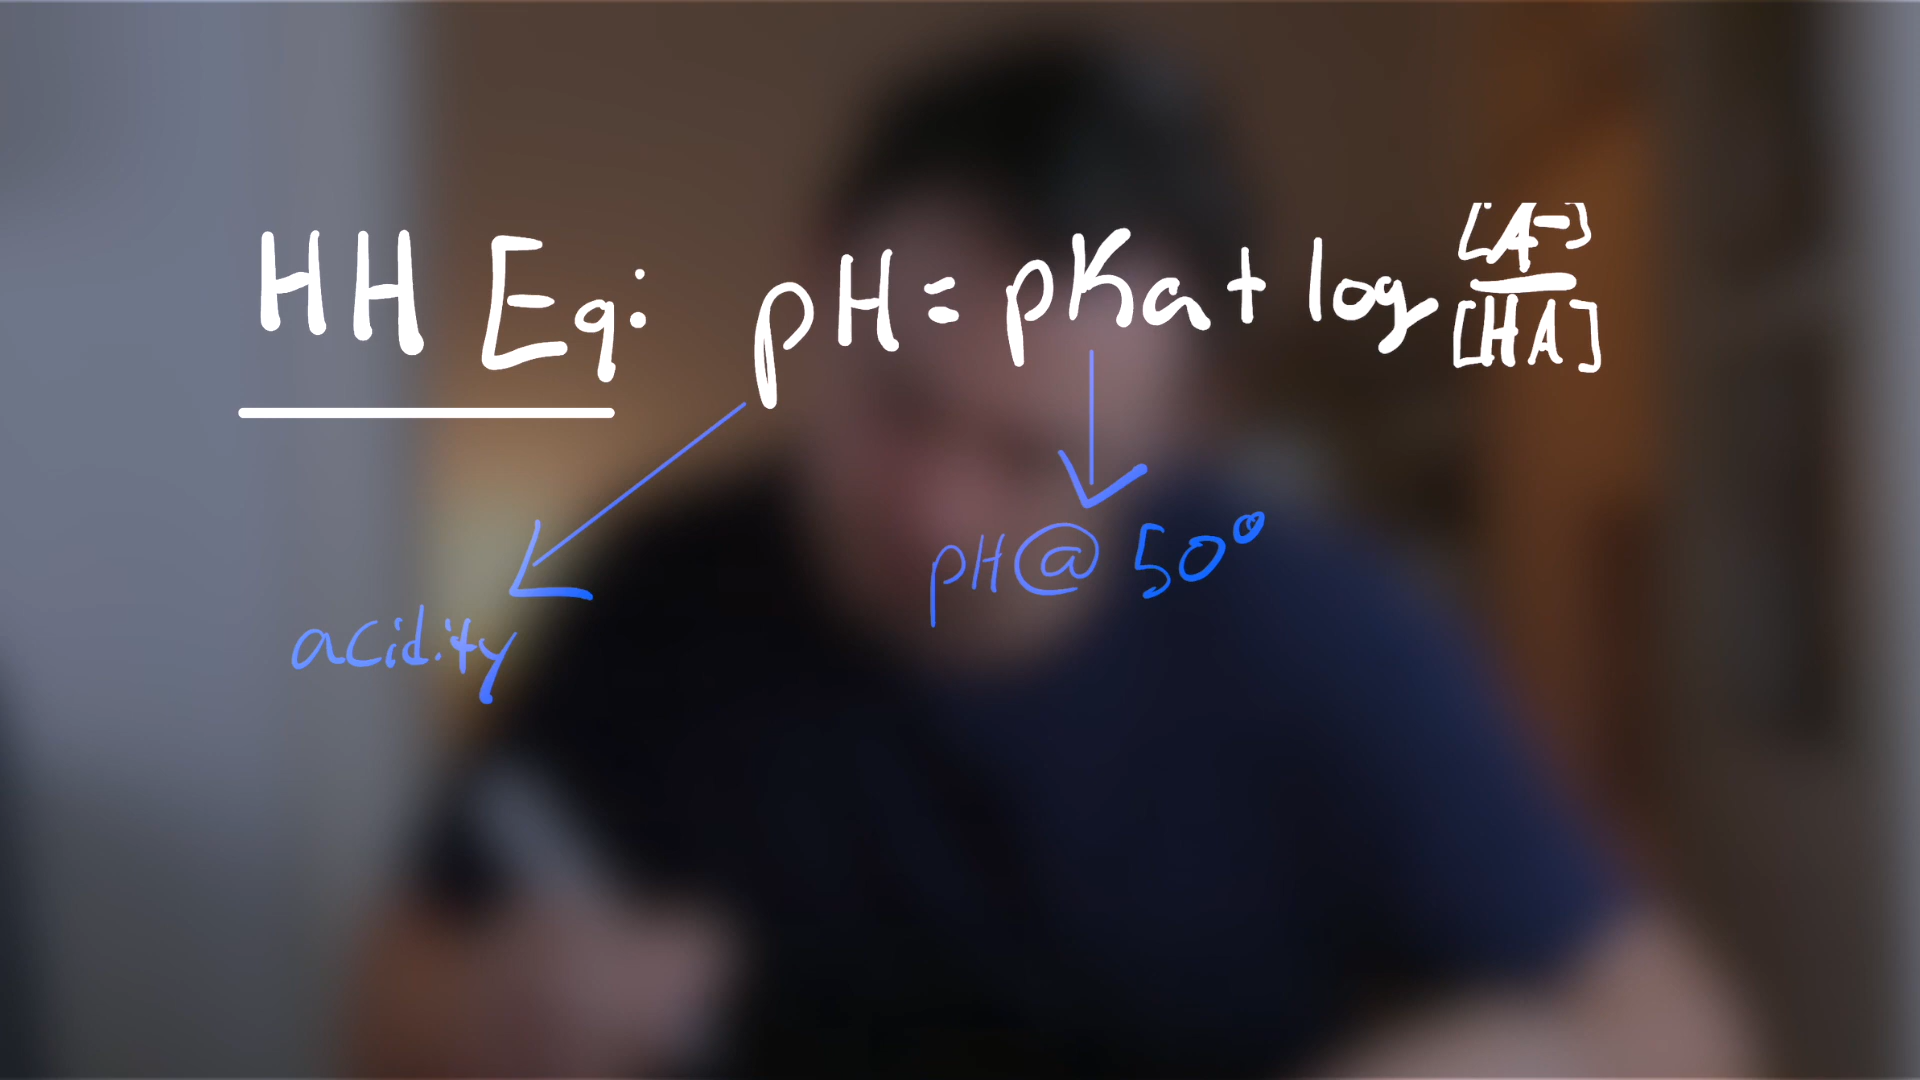 HH Eq: pH = pKa + log [A-]/[HA]
acidity
pH @ 50°